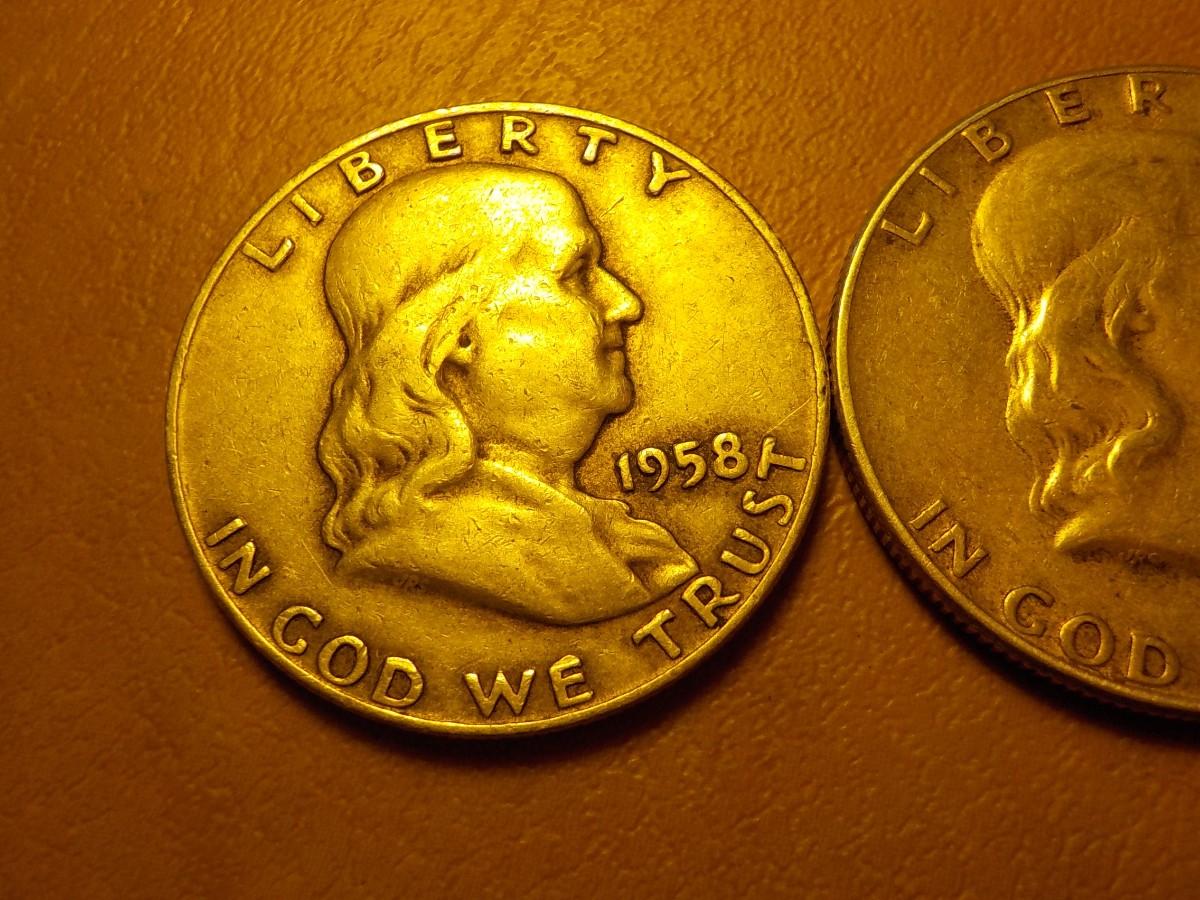 LIBERTY
1958
IN GOD WE TRUST
LIBER
IN GOD